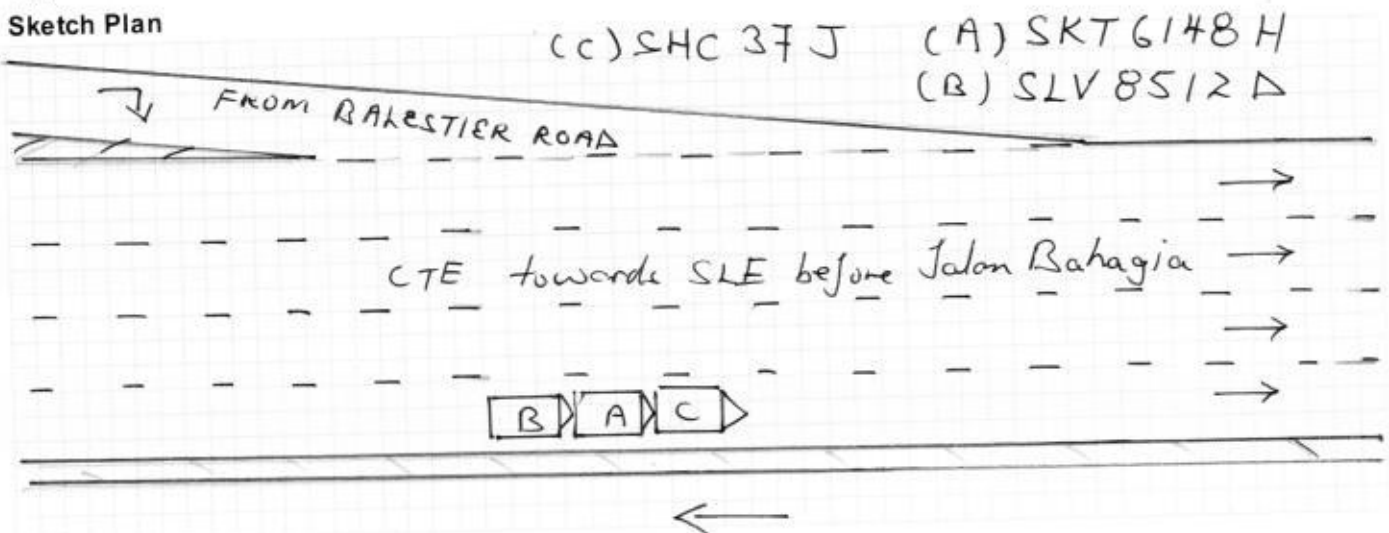 Sketch Plan
(C) SHC 37 J (A) SKT 6148 H
(B) SLV 8512 D
FROM BALESTIER ROAD
CTE towards SLE before Jalan Bahagia
B A C